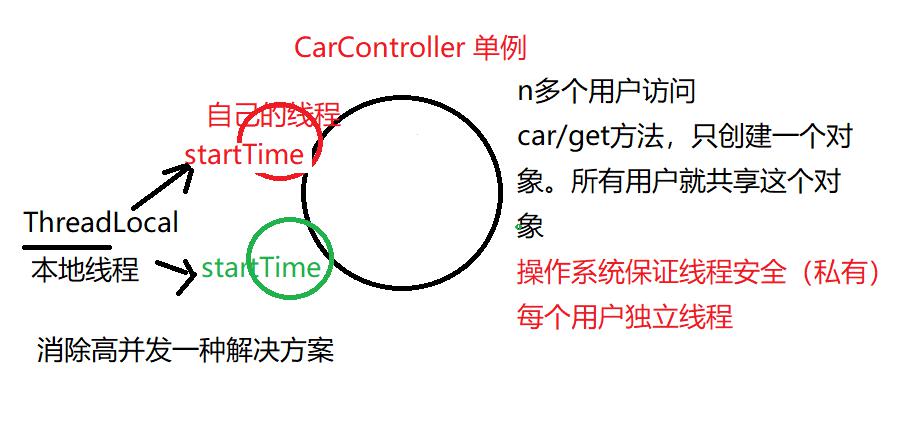 CarController 单例
n多个用户访问
自己的线程
car/get方法，只创建一个对
startTime
象。所有用户就共享这个对
ThreadLocal
象
本地线程
startTime
操作系统保证线程安全（私有）
每个用户独立线程
消除高并发一种解决方案